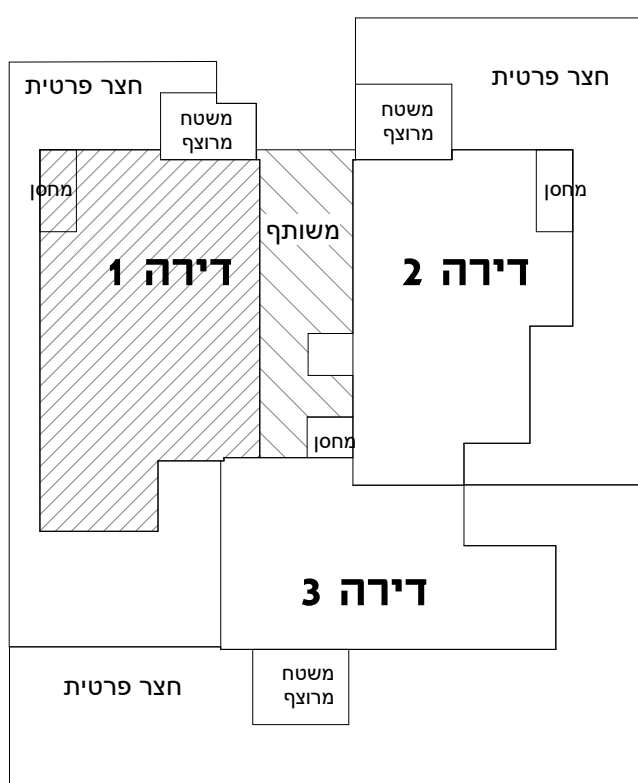 חצר פרטית
חצר פרטית
משטח
מרוצף
משטח
מרוצף
מחסן
מחסן
משותף
דירה 1
דירה 2
מחסן
דירה 3
חצר פרטית
משטח
מרוצף